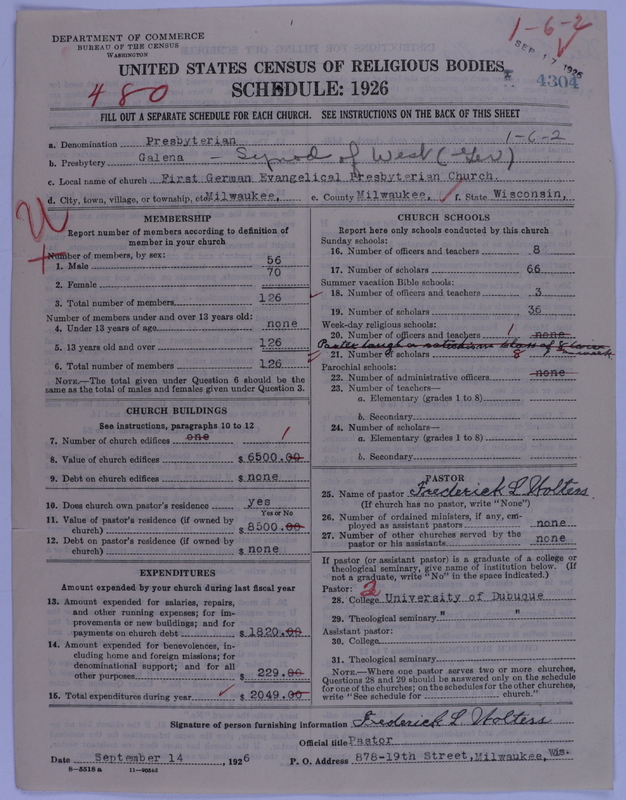 DEPARTMENT OF COMMERCE
BUREAU OF THE CENSUS
WASHINGTON
1-6-2
SEP 17 1926
4304
UNITED STATES CENSUS OF RELIGIOUS BODIES
480
SCHEDULE: 1926
FILL OUT A SEPARATE SCHEDULE FOR EACH CHURCH. SEE INSTRUCTIONS ON THE BACK OF THIS SHEET
a. Denomination Presbyterian 1-6-2
b. Presbytery Galena - Synod of West (Ger)
c. Local name of church First German Evangelical Presbyterian Church.
d. City, town, village, or township, etc. Milwaukee, e. County Milwaukee, f. State Wisconsin,
MEMBERSHIP
Report number of members according to definition of
member in your church
Number of members, by sex:
1. Male 56
2. Female 70
3. Total number of members 126
Number of members under and over 13 years old:
4. Under 13 years of age none
5. 13 years old and over 126
6. Total number of members 126
NOTE.—The total given under Question 6 should be the
same as the total of males and females given under Question 3.
CHURCH BUILDINGS
See instructions, paragraphs 10 to 12
7. Number of church edifices one 1
8. Value of church edifices $ 6500.00
9. Debt on church edifices $ none
10. Does church own pastor's residence yes
Yes or No
11. Value of pastor's residence (if owned by
church) $ 8500.00
12. Debt on pastor's residence (if owned by
church) $ none
EXPENDITURES
Amount expended by your church during last fiscal year
13. Amount expended for salaries, repairs,
and other running expenses; for im-
provements or new buildings; and for
payments on church debt $ 1820.00
14. Amount expended for benevolences, in-
cluding home and foreign missions; for
denominational support; and for all
other purposes $ 229.00
15. Total expenditures during year $ 2049.00
CHURCH SCHOOLS
Report here only schools conducted by this church
Sunday schools:
16. Number of officers and teachers 8
17. Number of scholars 66
Summer vacation Bible schools:
18. Number of officers and teachers 3
19. Number of scholars 36
Week-day religious schools:
20. Number of officers and teachers 1 none
Pastor taught a catechism class of 8
21. Number of scholars 8
Parochial schools:
22. Number of administrative officers none
23. Number of teachers—
a. Elementary (grades 1 to 8)
b. Secondary
24. Number of scholars—
a. Elementary (grades 1 to 8)
b. Secondary
PASTOR
25. Name of pastor Frederick L Wolters.
(If church has no pastor, write "None")
26. Number of ordained ministers, if any, em-
ployed as assistant pastors none
27. Number of other churches served by the
pastor or his assistants none
If pastor (or assistant pastor) is a graduate of a college or
theological seminary, give name of institution below. (If
not a graduate, write "No" in the space indicated.)
Pastor:
28. College University of Dubuque
29. Theological seminary " "
Assistant pastor:
30. College
31. Theological seminary
NOTE.—Where one pastor serves two or more churches,
Questions 28 and 29 should be answered only on the schedule
for one of the churches; on the schedules for the other churches,
write "See schedule for church."
Signature of person furnishing information Frederick L Wolters
Official title Pastor
Date September 14, 1926 P. O. Address 878-19th Street, Milwaukee, Wis.
8—5518 a 11—9056d